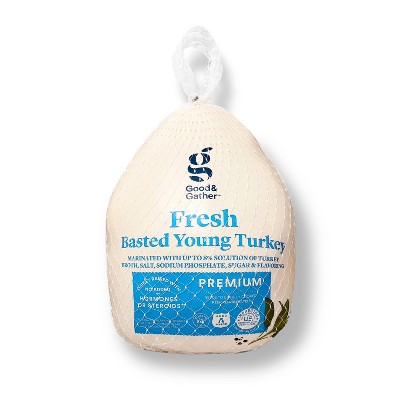 g
Good&
Gather™
Fresh
Basted Young Turkey
MARINATED WITH UP TO 8% SOLUTION OF TURKEY
BROTH, SALT, SODIUM PHOSPHATE, SUGAR & FLAVORING
PREMIUM
HORMONES
OR STEROIDS
A